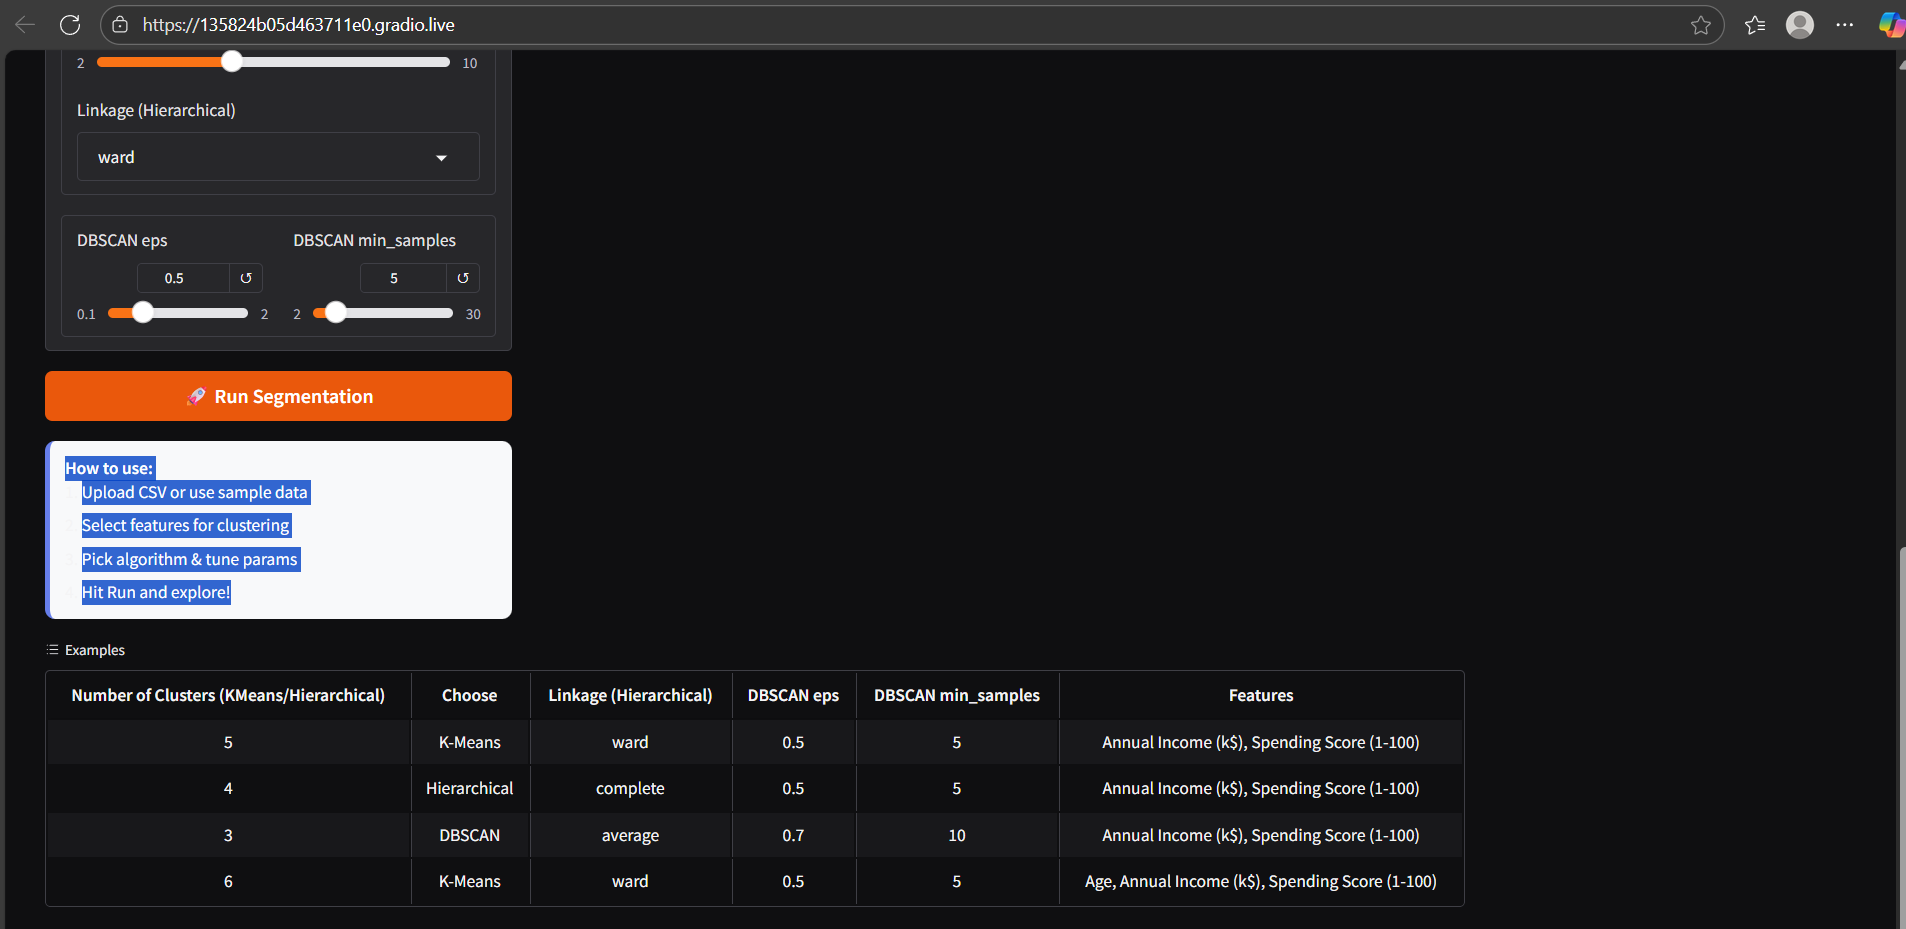 https://135824b05d463711e0.gradio.live
2 10
Linkage (Hierarchical)
ward
DBSCAN eps DBSCAN min_samples
0.5 5
0.1 2 2 30
🚀 Run Segmentation
How to use:
Upload CSV or use sample data
Select features for clustering
Pick algorithm & tune params
Hit Run and explore!
Examples
Number of Clusters (KMeans/Hierarchical) Choose Linkage (Hierarchical) DBSCAN eps DBSCAN min_samples Features
5 K-Means ward 0.5 5 Annual Income (k$), Spending Score (1-100)
4 Hierarchical complete 0.5 5 Annual Income (k$), Spending Score (1-100)
3 DBSCAN average 0.7 10 Annual Income (k$), Spending Score (1-100)
6 K-Means ward 0.5 5 Age, Annual Income (k$), Spending Score (1-100)